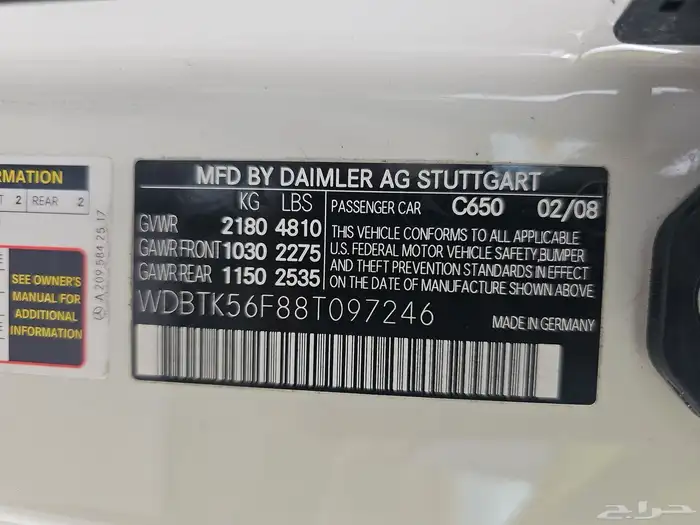 MFD BY DAIMLER AG STUTTGART
KG LBS
GVWR 2180 4810
GAWR FRONT 1030 2275
GAWR REAR 1150 2535
PASSENGER CAR C650 02/08
THIS VEHICLE CONFORMS TO ALL APPLICABLE
U.S. FEDERAL MOTOR VEHICLE SAFETY,BUMPER
AND THEFT PREVENTION STANDARDS IN EFFECT
ON THE DATE OF MANUFACTURE SHOWN ABOVE.
WDBTK56F88T097246
MADE IN GERMANY
RMATION
T 2 REAR 2
SEE OWNER'S
MANUAL FOR
ADDITIONAL
INFORMATION
A 209 584 25 17
حراج